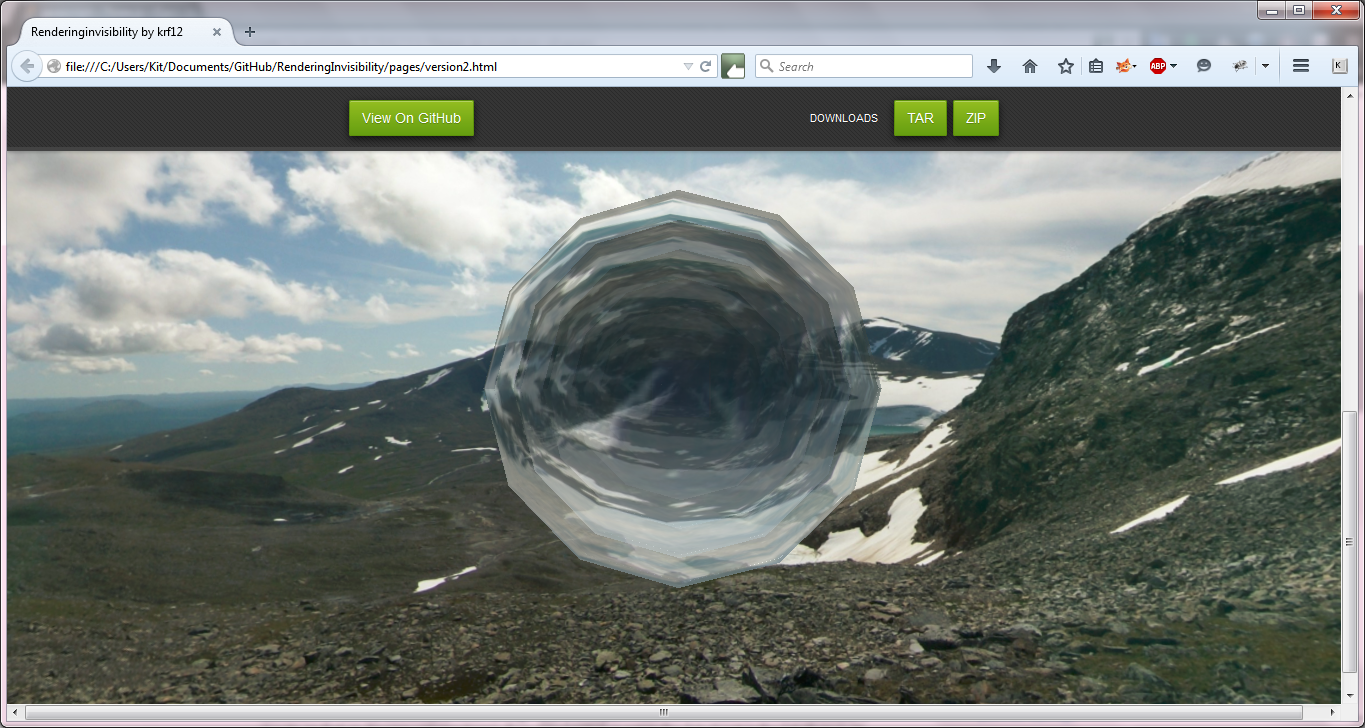 Renderinginvisibility by krf12
file:///C:/Users/Kit/Documents/GitHub/RenderingInvisibility/pages/version2.html
Search
ABP
K
View On GitHub
DOWNLOADS
TAR
ZIP